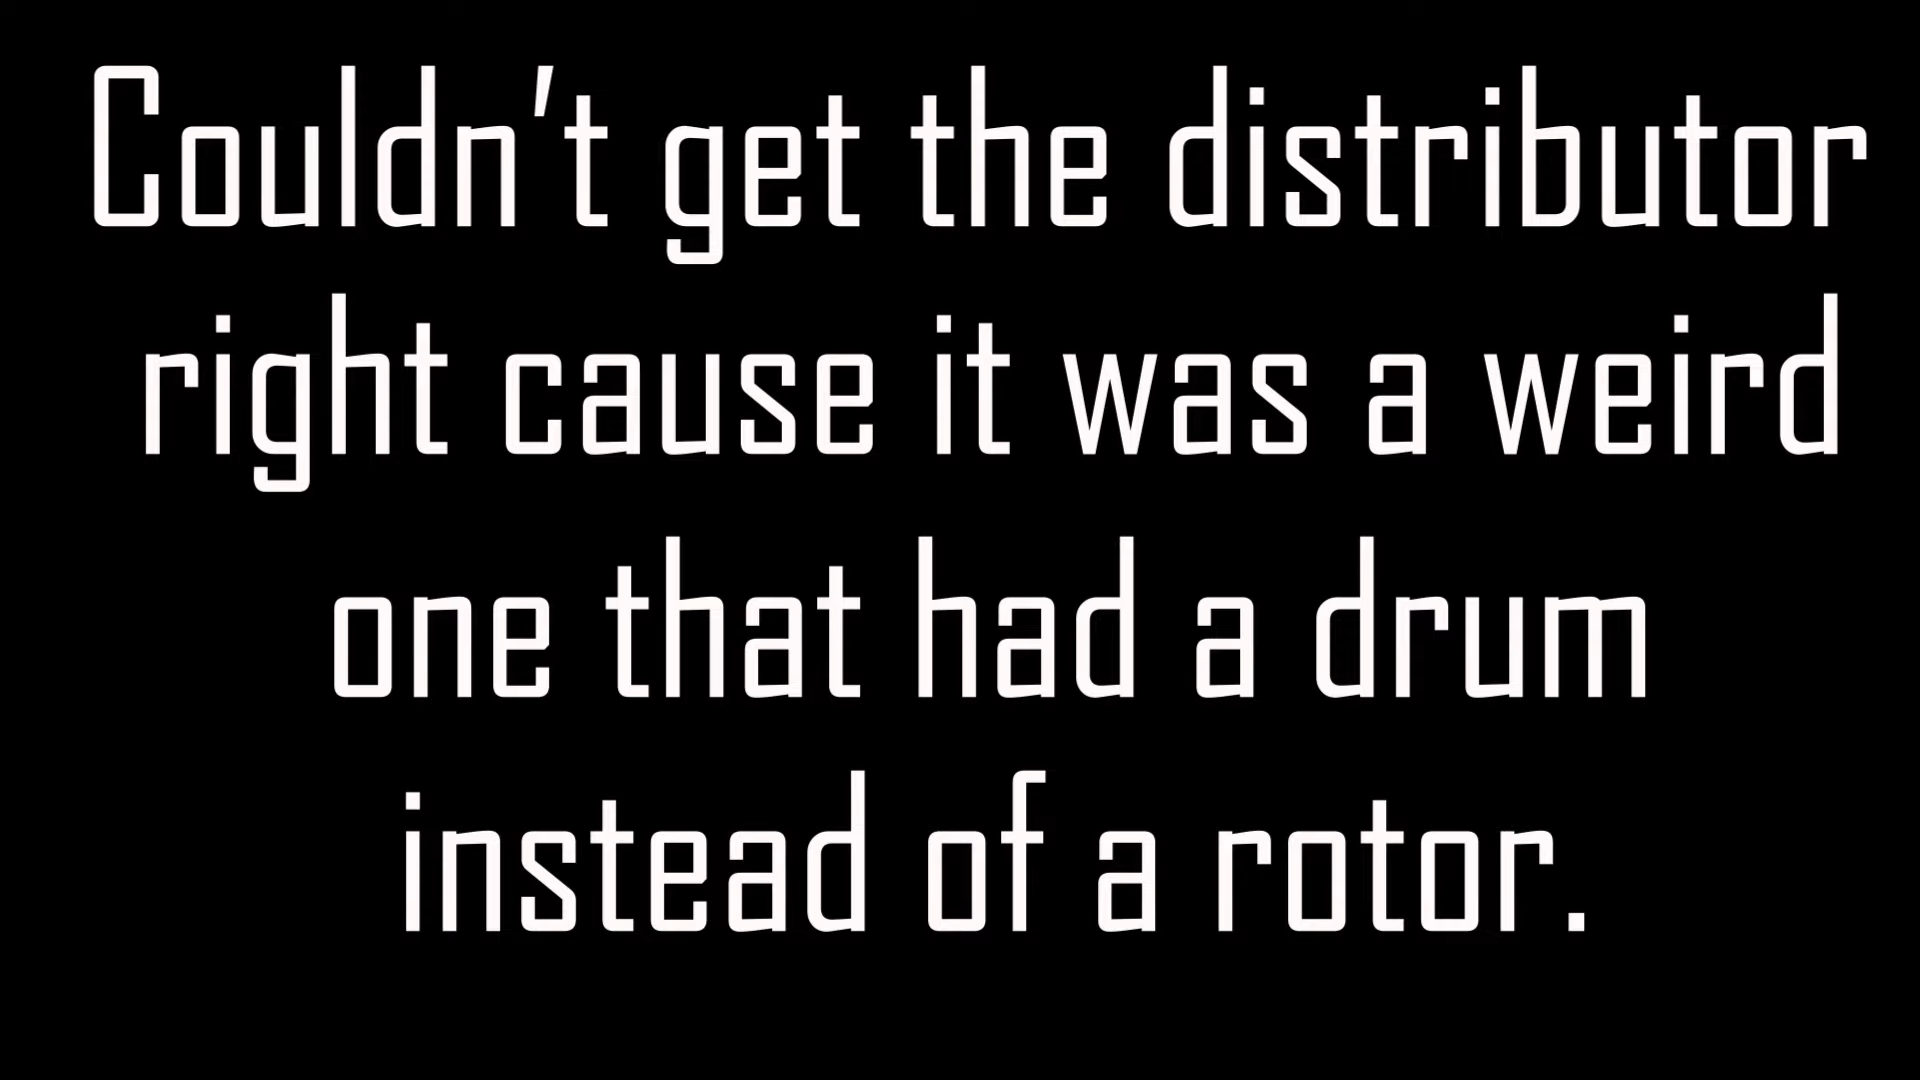 Couldn't get the distributor
right cause it was a weird
one that had a drum
instead of a rotor.